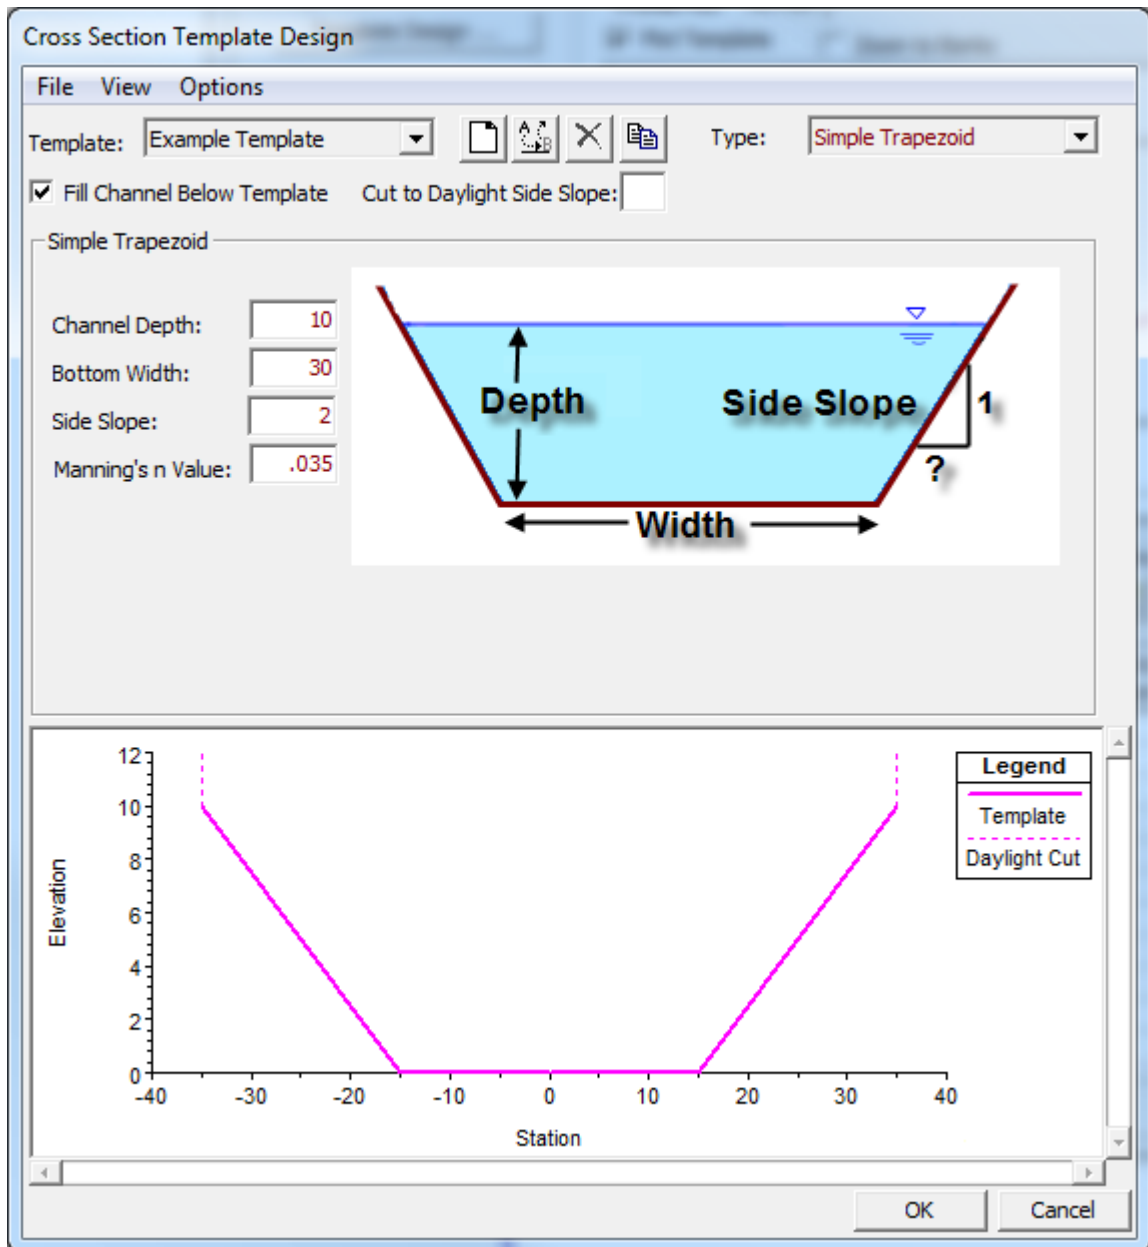 Cross Section Template Design
File View Options
Template: Example Template Type: Simple Trapezoid
Fill Channel Below Template Cut to Daylight Side Slope:
Simple Trapezoid
Channel Depth: 10
Bottom Width: 30
Side Slope: 2
Manning's n Value: .035
Depth Side Slope 1
?
Width
12
10
8
6
4
2
0
Elevation
-40 -30 -20 -10 0 10 20 30 40
Station
Legend
Template
Daylight Cut
OK Cancel